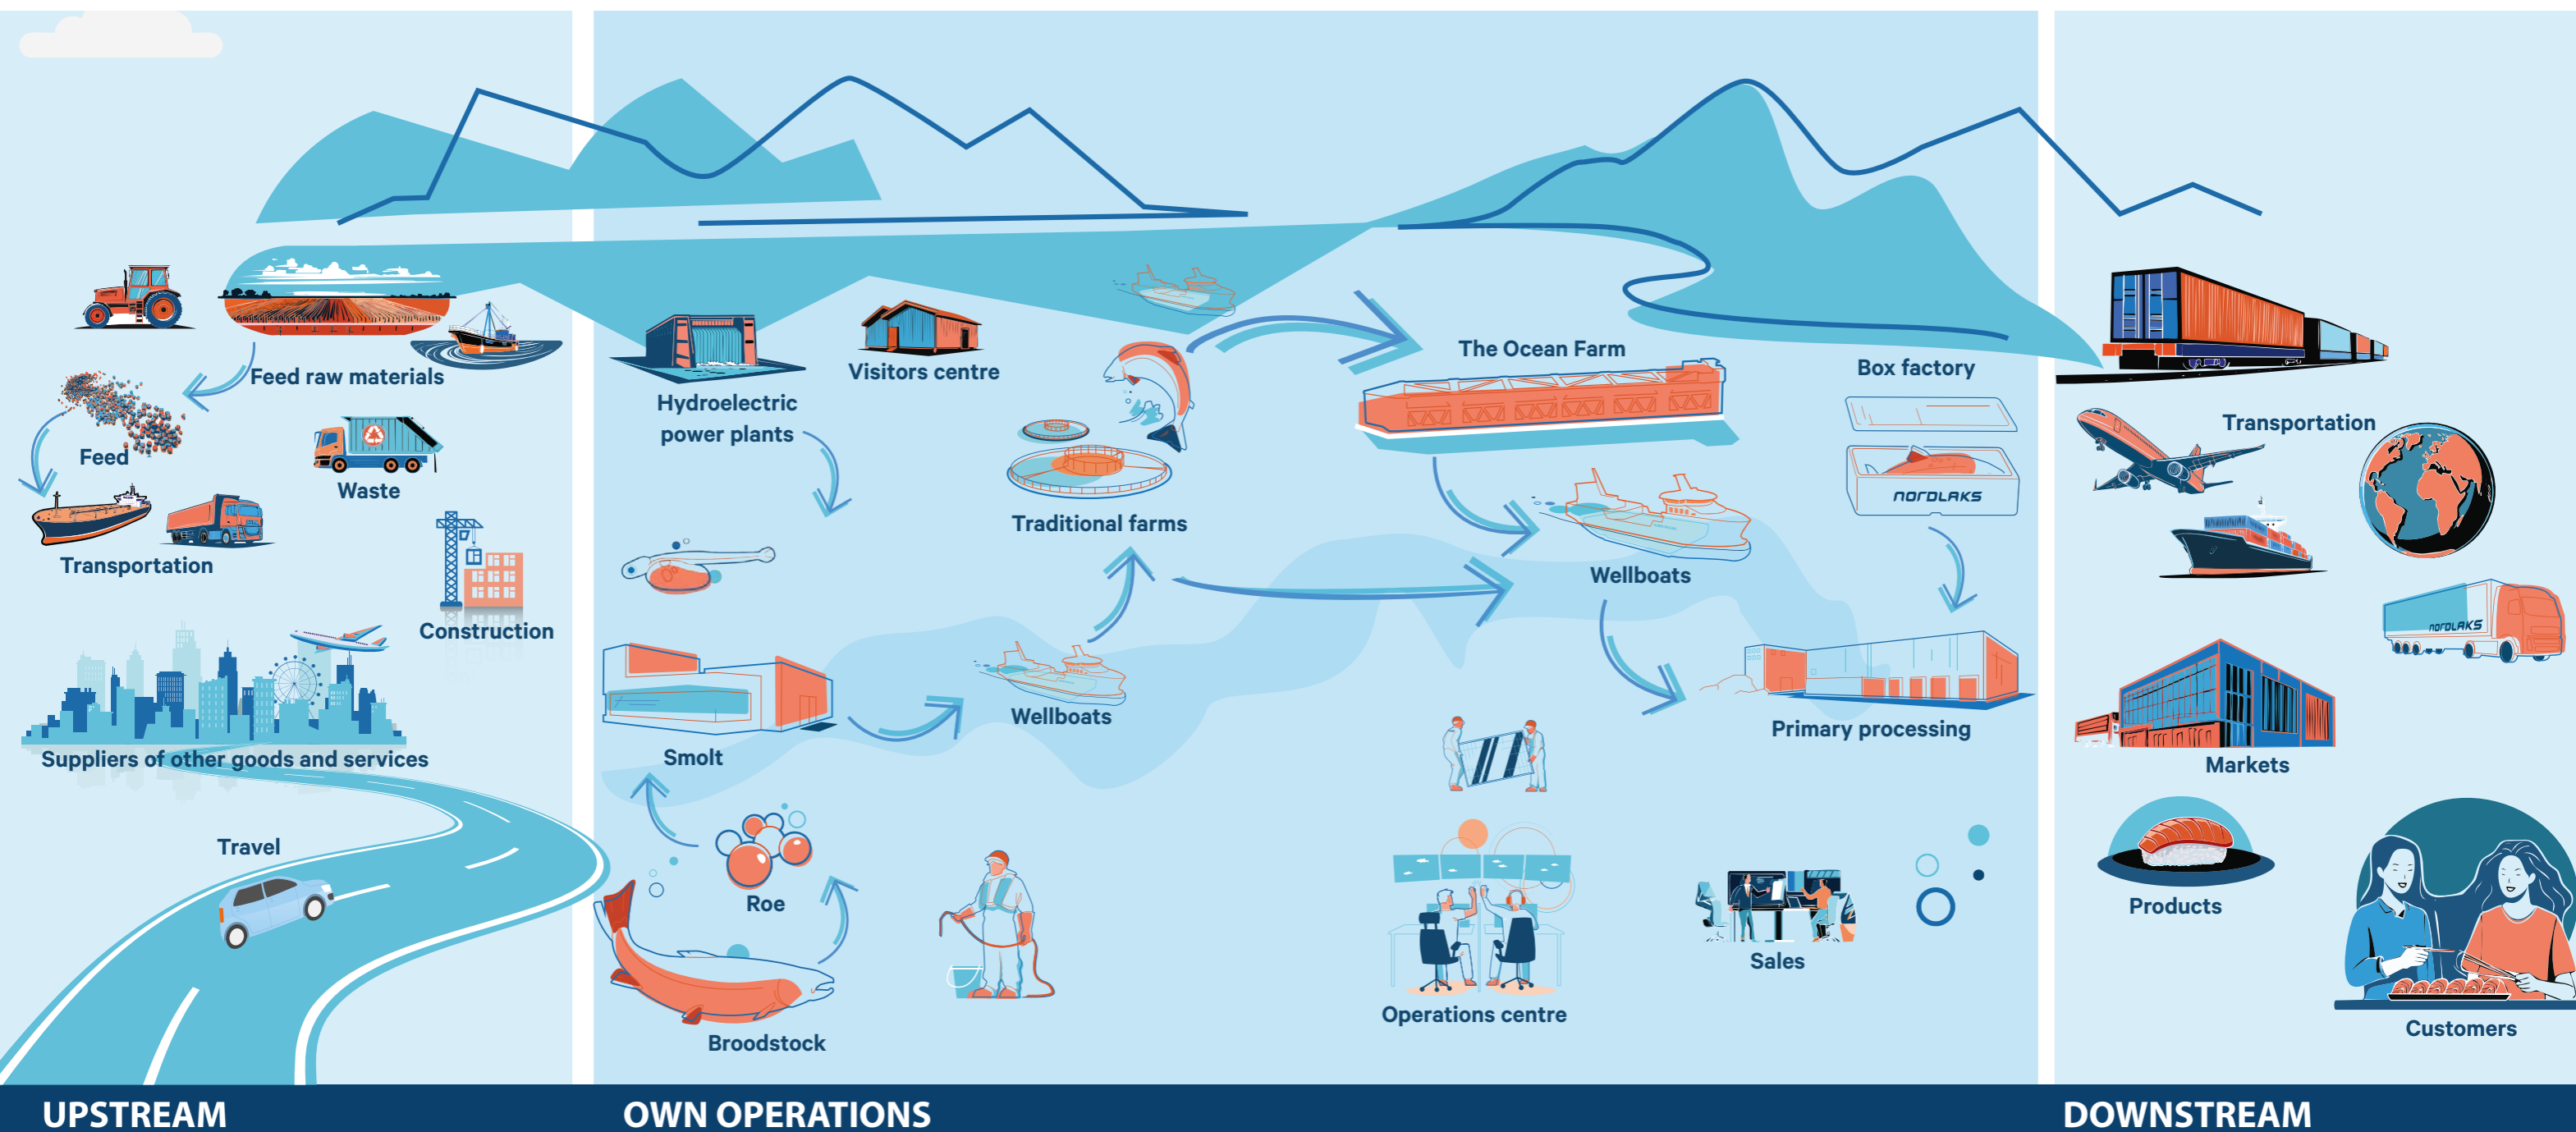 Feed raw materials
Feed
Waste
Transportation
Construction
Suppliers of other goods and services
Travel
UPSTREAM
Visitors centre
Hydroelectric
power plants
Traditional farms
The Ocean Farm
Box factory
NORDLAKS
Wellboats
Wellboats
Smolt
Primary processing
Roe
Broodstock
Operations centre
Sales
OWN OPERATIONS
Transportation
NORDLAKS
Markets
Products
Customers
DOWNSTREAM